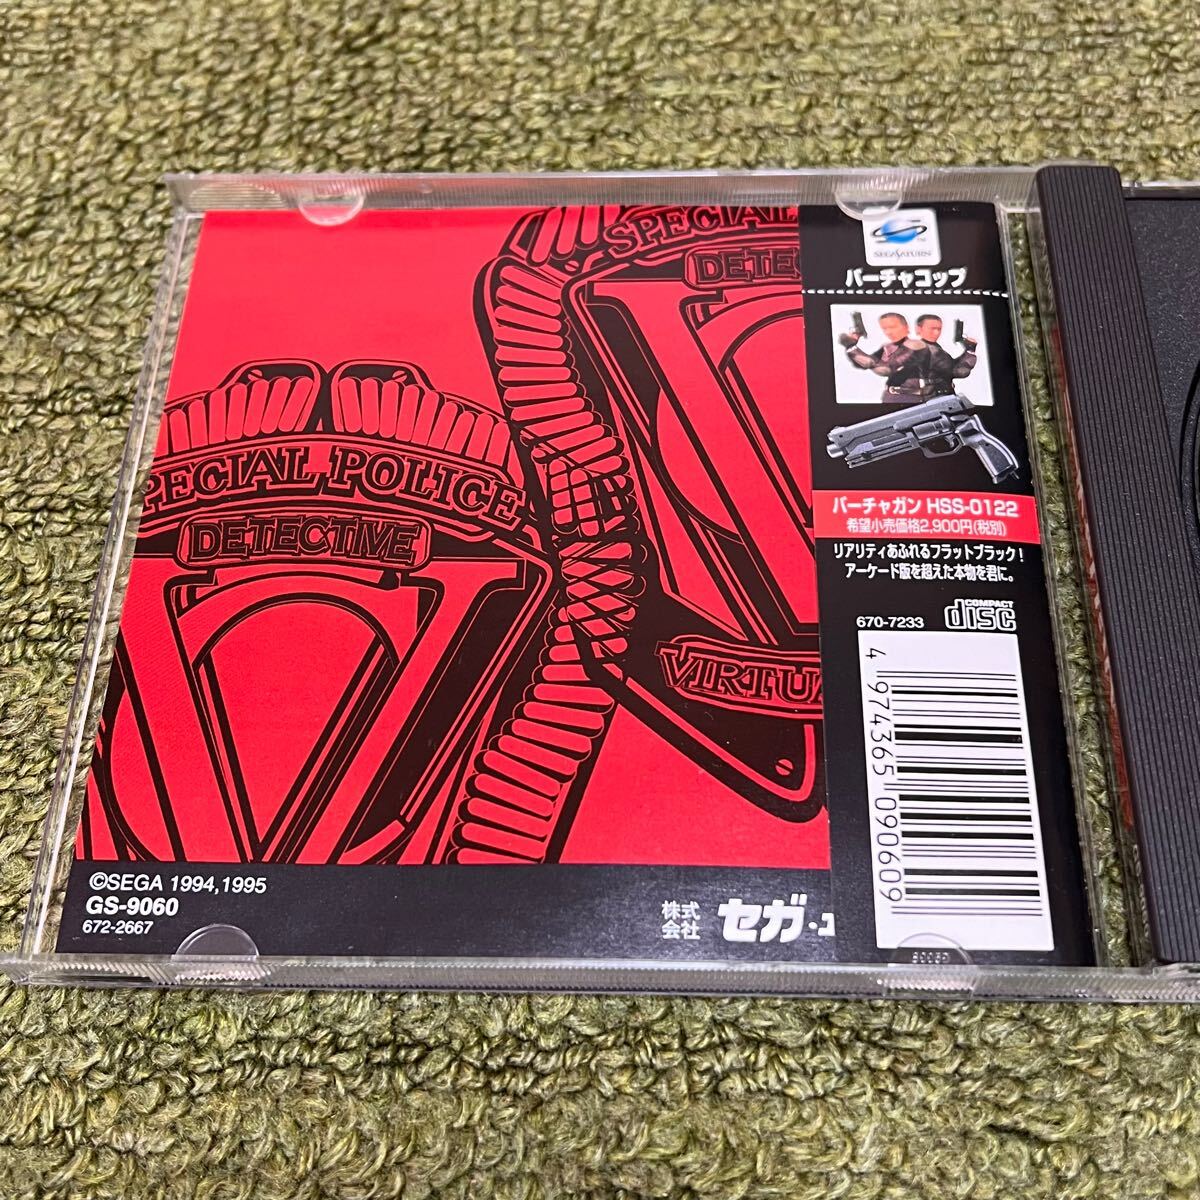 SPECIAL
DETEC
SPECIAL POLICE
DETECTIVE
VIRTUA
©SEGA 1994,1995
GS-9060
672-2667
株式
会社
セガ・エ
SEGA SATURN™
バーチャコップ
バーチャガン HSS-0122
希望小売価格2,900円(税別)
リアリティあふれるフラットブラック!
アーケード版を超えた本物を君に。
670-7233
COMPACT
disc
4 974365 090609